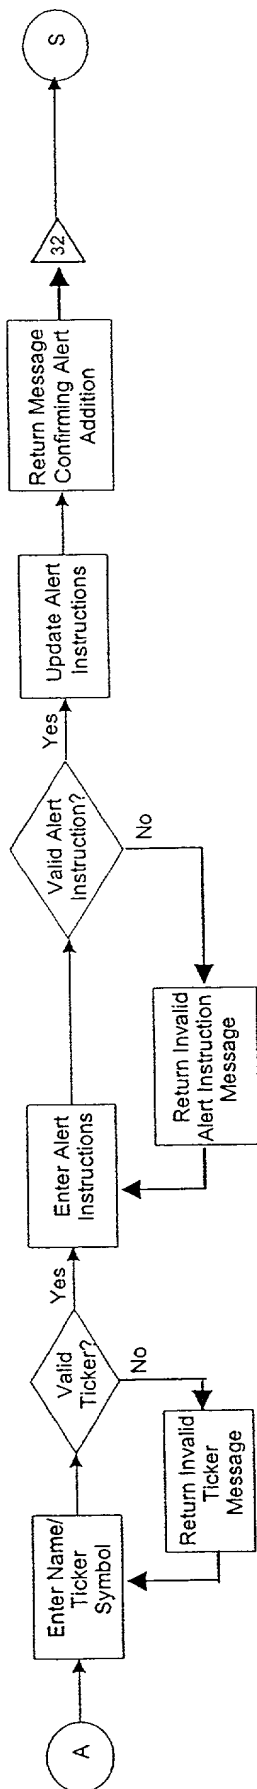 A
Enter Name/
Ticker
Symbol
Valid
Ticker?
Yes
No
Return Invalid
Ticker
Message
Enter Alert
Instructions
Valid Alert
Instruction?
Yes
No
Return Invalid
Alert Instruction
Message
Update Alert
Instructions
Return Message
Confirming Alert
Addition
32
S